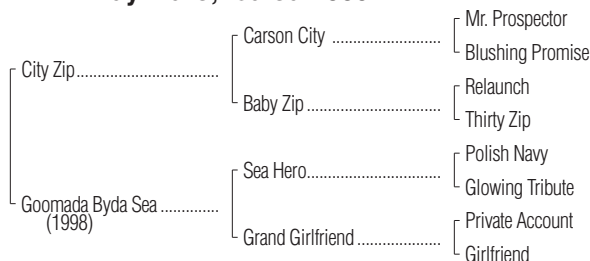 Mr. Prospector
Carson City ..........................
Blushing Promise
City Zip..................................
Relaunch
Baby Zip ................................
Thirty Zip
Polish Navy
Sea Hero................................
Glowing Tribute
Goomada Byda Sea ..............
(1998)
Private Account
Grand Girlfriend ....................
Girlfriend